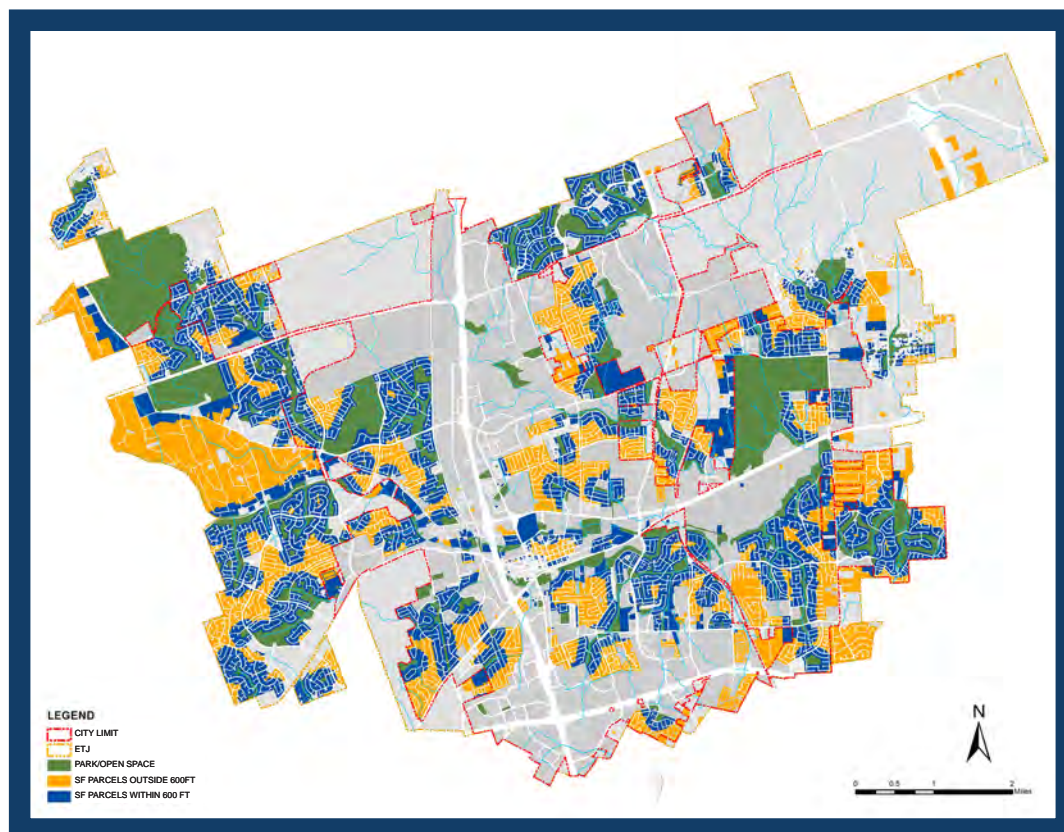 N
LEGEND
CITY LIMIT
ETJ
PARK/OPEN SPACE
SF PARCELS OUTSIDE 600FT
SF PARCELS WITHIN 600 FT
0 0.5 1 2
Miles